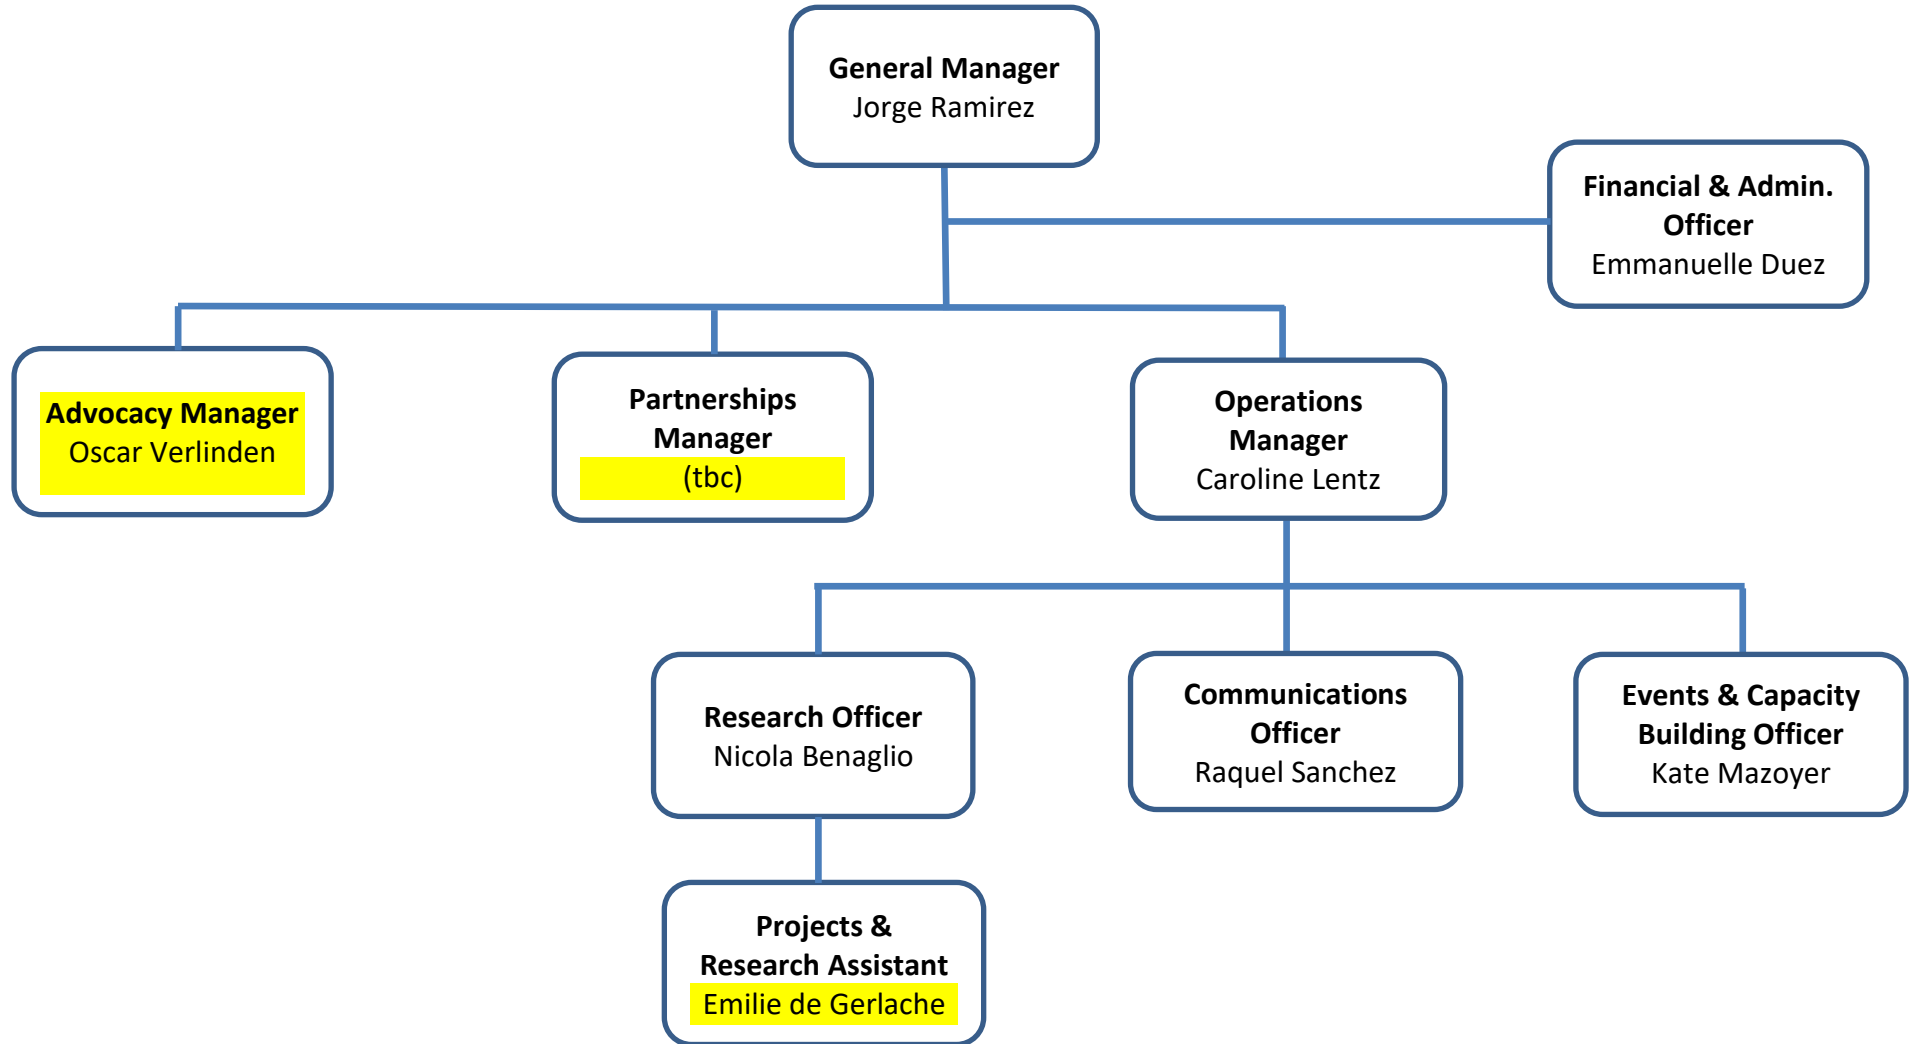 General Manager
Jorge Ramirez
Financial & Admin.
Officer
Emmanuelle Duez
Advocacy Manager
Oscar Verlinden
Partnerships
Manager
(tbc)
Operations
Manager
Caroline Lentz
Research Officer
Nicola Benaglio
Communications
Officer
Raquel Sanchez
Events & Capacity
Building Officer
Kate Mazoyer
Projects &
Research Assistant
Emilie de Gerlache